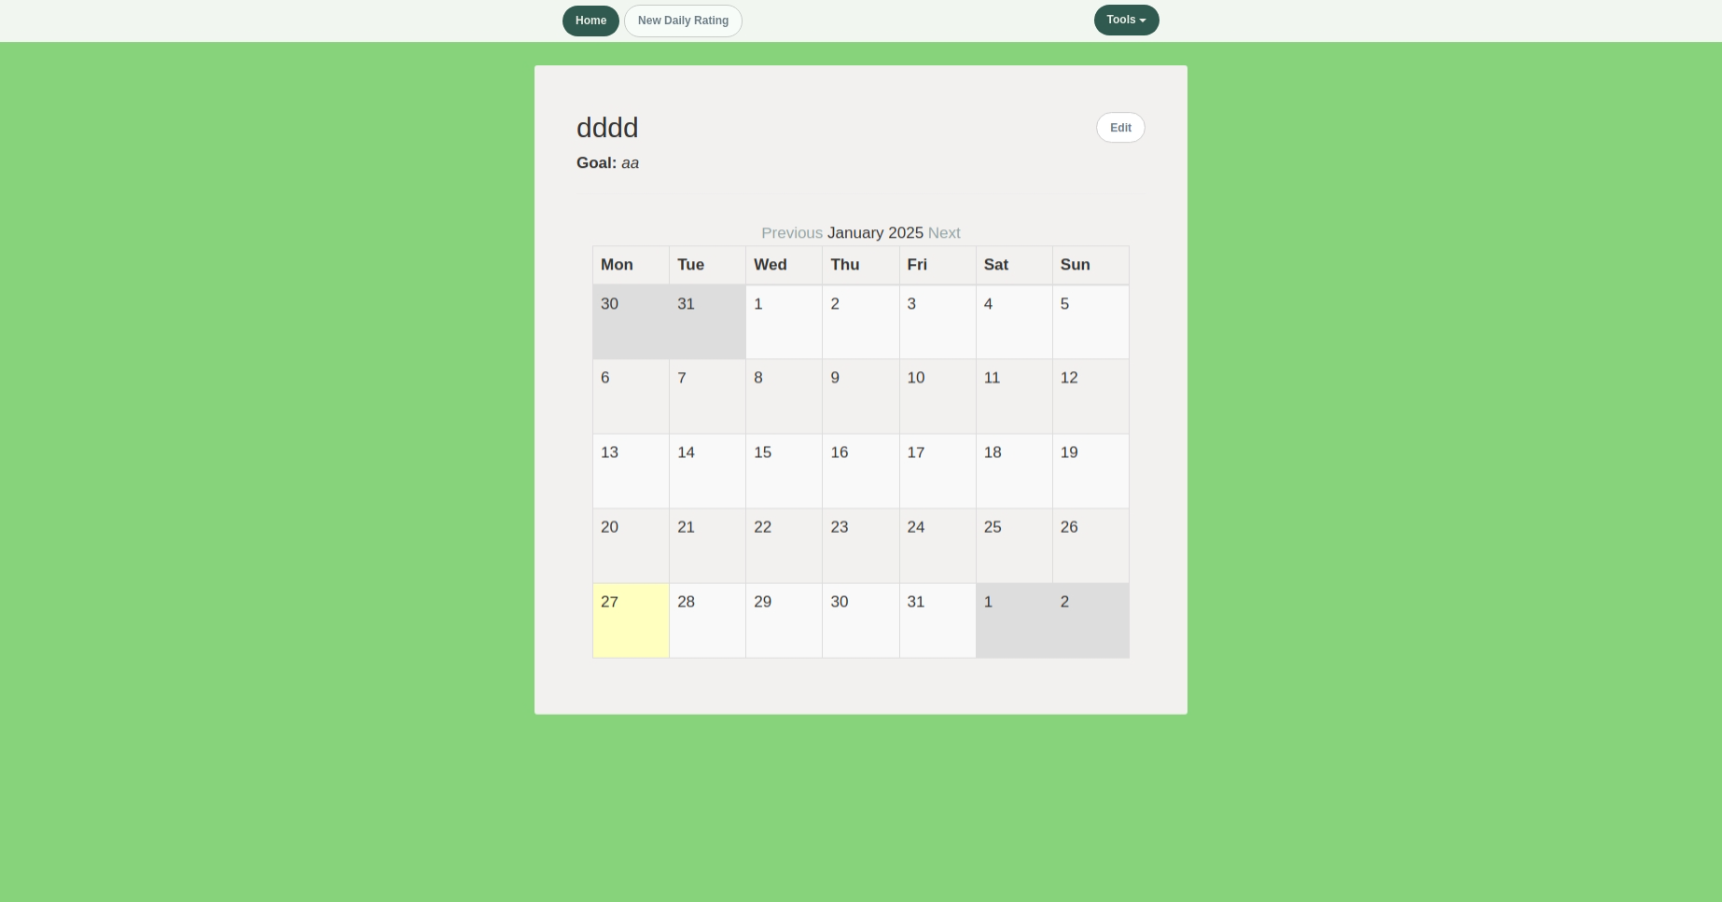 Home New Daily Rating Tools
dddd Edit
Goal: aa
Previous January 2025 Next
Mon Tue Wed Thu Fri Sat Sun
30 31 1 2 3 4 5
6 7 8 9 10 11 12
13 14 15 16 17 18 19
20 21 22 23 24 25 26
27 28 29 30 31 1 2